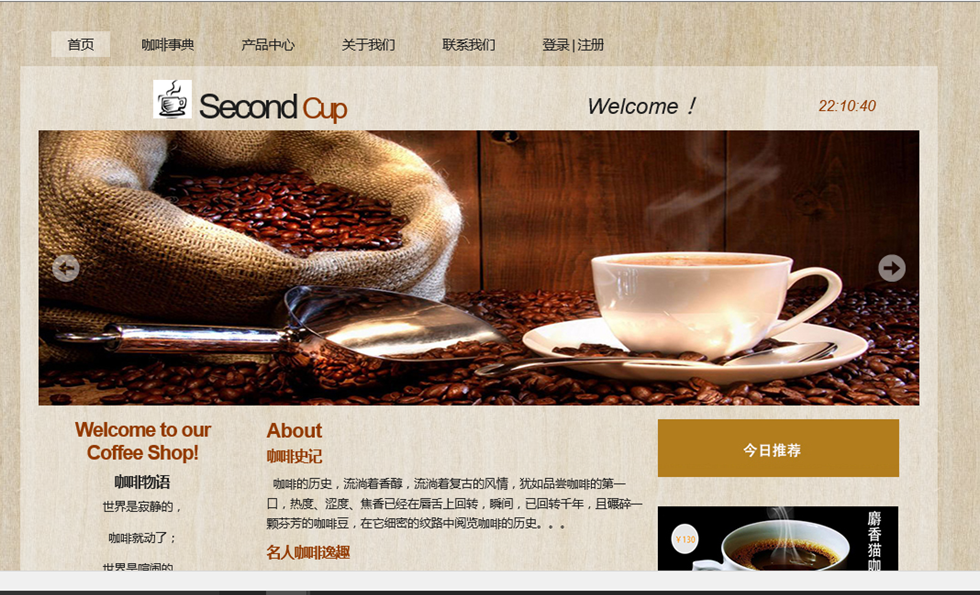 首页 咖啡事典 产品中心 关于我们 联系我们 登录 | 注册
Second Cup
Welcome！
22:10:40
Welcome to our
Coffee Shop!
咖啡物语
世界是寂静的，
咖啡就动了；
世界是喧闹的
About
咖啡史记
咖啡的历史，流淌着香醇，流淌着复古的风情，犹如品尝咖啡的第一
口，热度、涩度、焦香已经在唇舌上回转，瞬间，已回转千年，且碾碎一
颗芬芳的咖啡豆，在它细密的纹路中阅览咖啡的历史。。。
名人咖啡逸趣
今日推荐
￥130
麝香猫咖